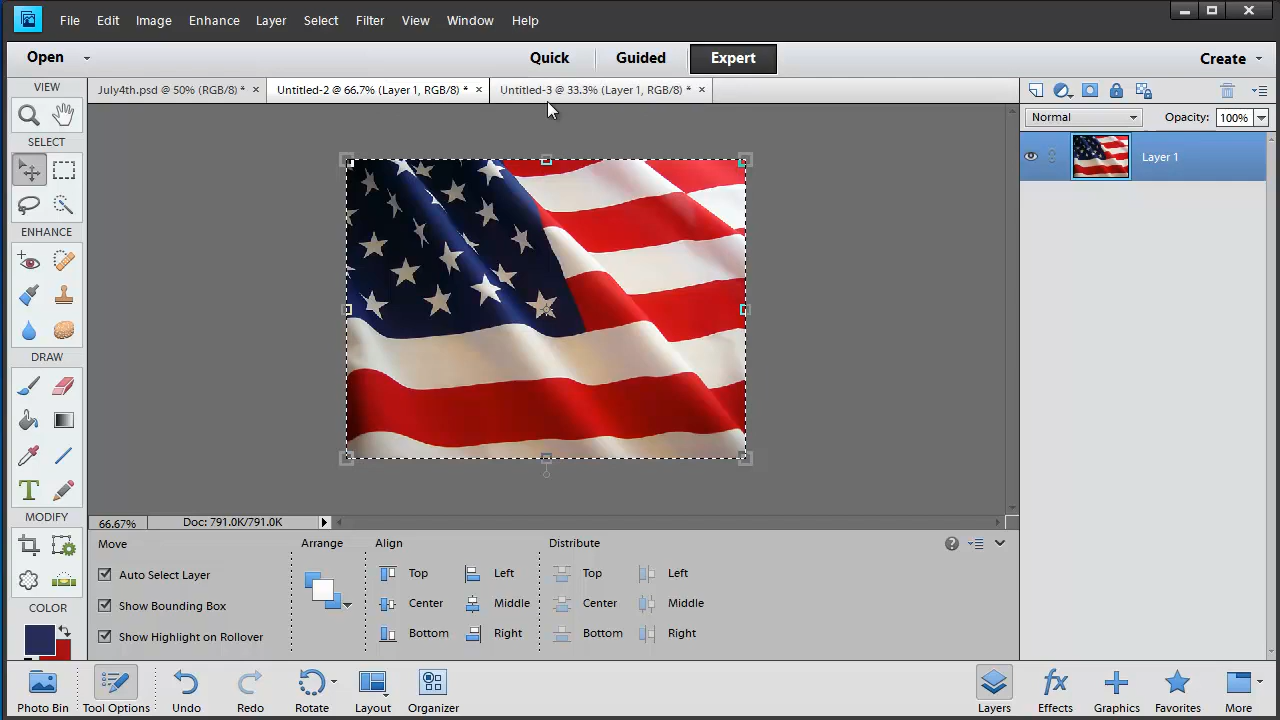 File Edit Image Enhance Layer Select Filter View Window Help
Open Quick Guided Expert Create
VIEW July4th.psd @ 50% (RGB/8) * Untitled-2 @ 66.7% (Layer 1, RGB/8) * Untitled-3 @ 33.3% (Layer 1, RGB/8) *
Normal Opacity: 100%
SELECT
Layer 1
ENHANCE
DRAW
MODIFY
66.67% Doc: 791.0K/791.0K
Move Arrange Align Distribute
Auto Select Layer Top Left Top Left
Show Bounding Box Center Middle Center Middle
COLOR
Show Highlight on Rollover Bottom Right Bottom Right
Photo Bin Tool Options Undo Redo Rotate Layout Organizer Layers Effects Graphics Favorites More